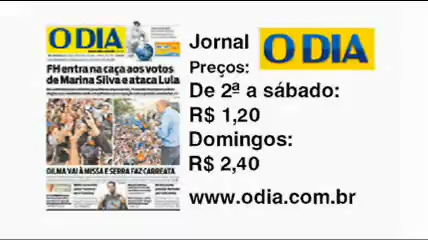 O DIA
FH entra na caça aos votos
de Marina Silva e ataca Lula
DILMA VAI À MISSA E SERRA FAZ CARREATA
Jornal O DIA
Preços:
De 2ª a sábado:
R$ 1,20
Domingos:
R$ 2,40
www.odia.com.br